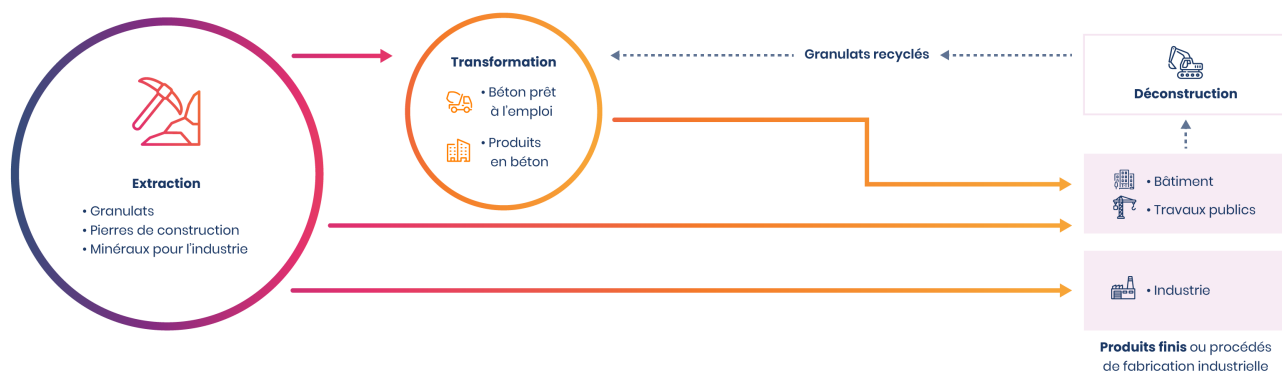 Extraction
• Granulats
• Pierres de construction
• Minéraux pour l'industrie
Transformation
• Béton prêt
à l'emploi
• Produits
en béton
Granulats recyclés
Déconstruction
• Bâtiment
• Travaux publics
• Industrie
Produits finis ou procédés
de fabrication industrielle